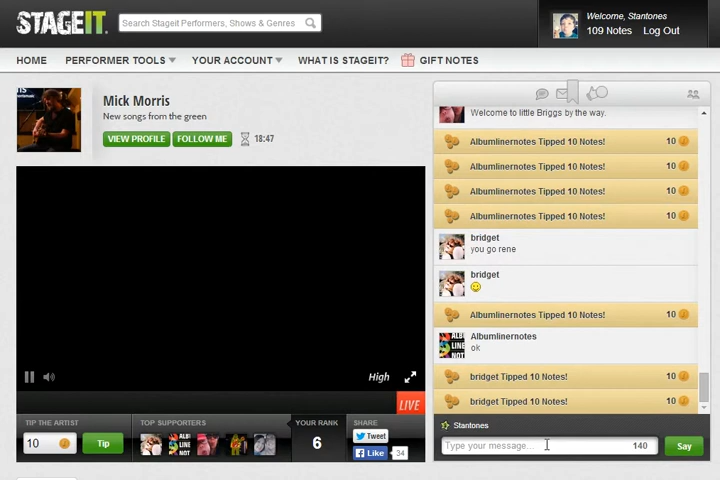 STAGEIT.
Search Stageit Performers, Shows & Genres
Welcome, Stantones
109 Notes Log Out
HOME PERFORMER TOOLS YOUR ACCOUNT WHAT IS STAGEIT? GIFT NOTES
Mick Morris
New songs from the green
VIEW PROFILE FOLLOW ME 18:47
High
LIVE
TIP THE ARTIST
10
Tip
TOP SUPPORTERS
YOUR RANK
6
SHARE
Tweet
Like 34
Welcome to little Briggs by the way.
Albumlinernotes Tipped 10 Notes! 10
Albumlinernotes Tipped 10 Notes! 10
Albumlinernotes Tipped 10 Notes! 10
Albumlinernotes Tipped 10 Notes! 10
bridget
you go rene
bridget
Albumlinernotes Tipped 10 Notes! 10
Albumlinernotes
ok
bridget Tipped 10 Notes! 10
bridget Tipped 10 Notes! 10
Stantones
Type your message... 140
Say